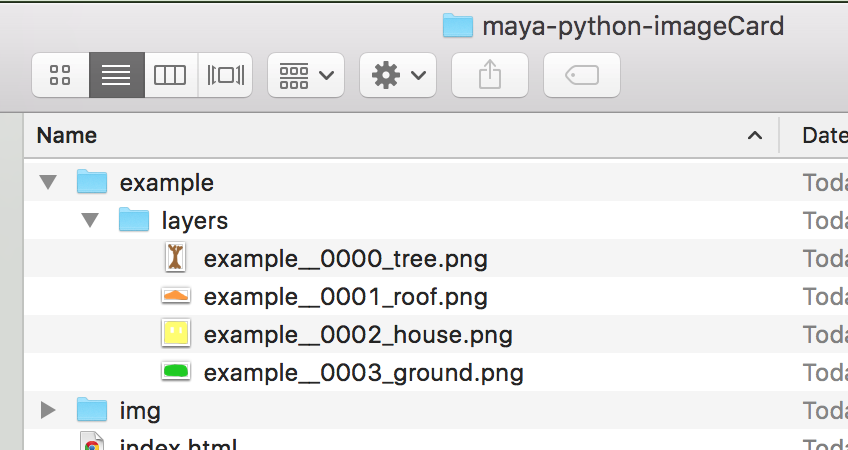 maya-python-imageCard
Name Date
example Toda
layers Toda
example__0000_tree.png Toda
example__0001_roof.png Toda
example__0002_house.png Toda
example__0003_ground.png Toda
img Toda
index.html Toda